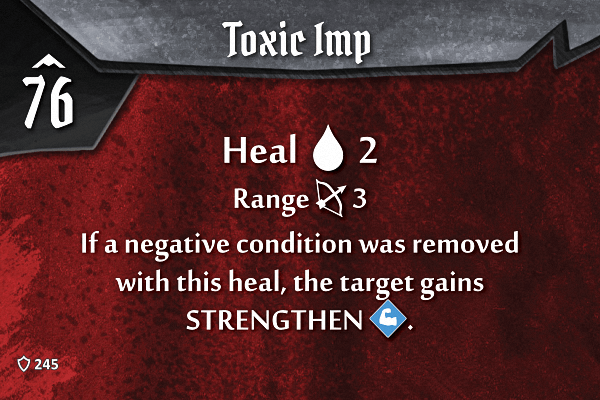 Toxic Imp
76
Heal 2
Range 3
If a negative condition was removed
with this heal, the target gains
STRENGTHEN .
245